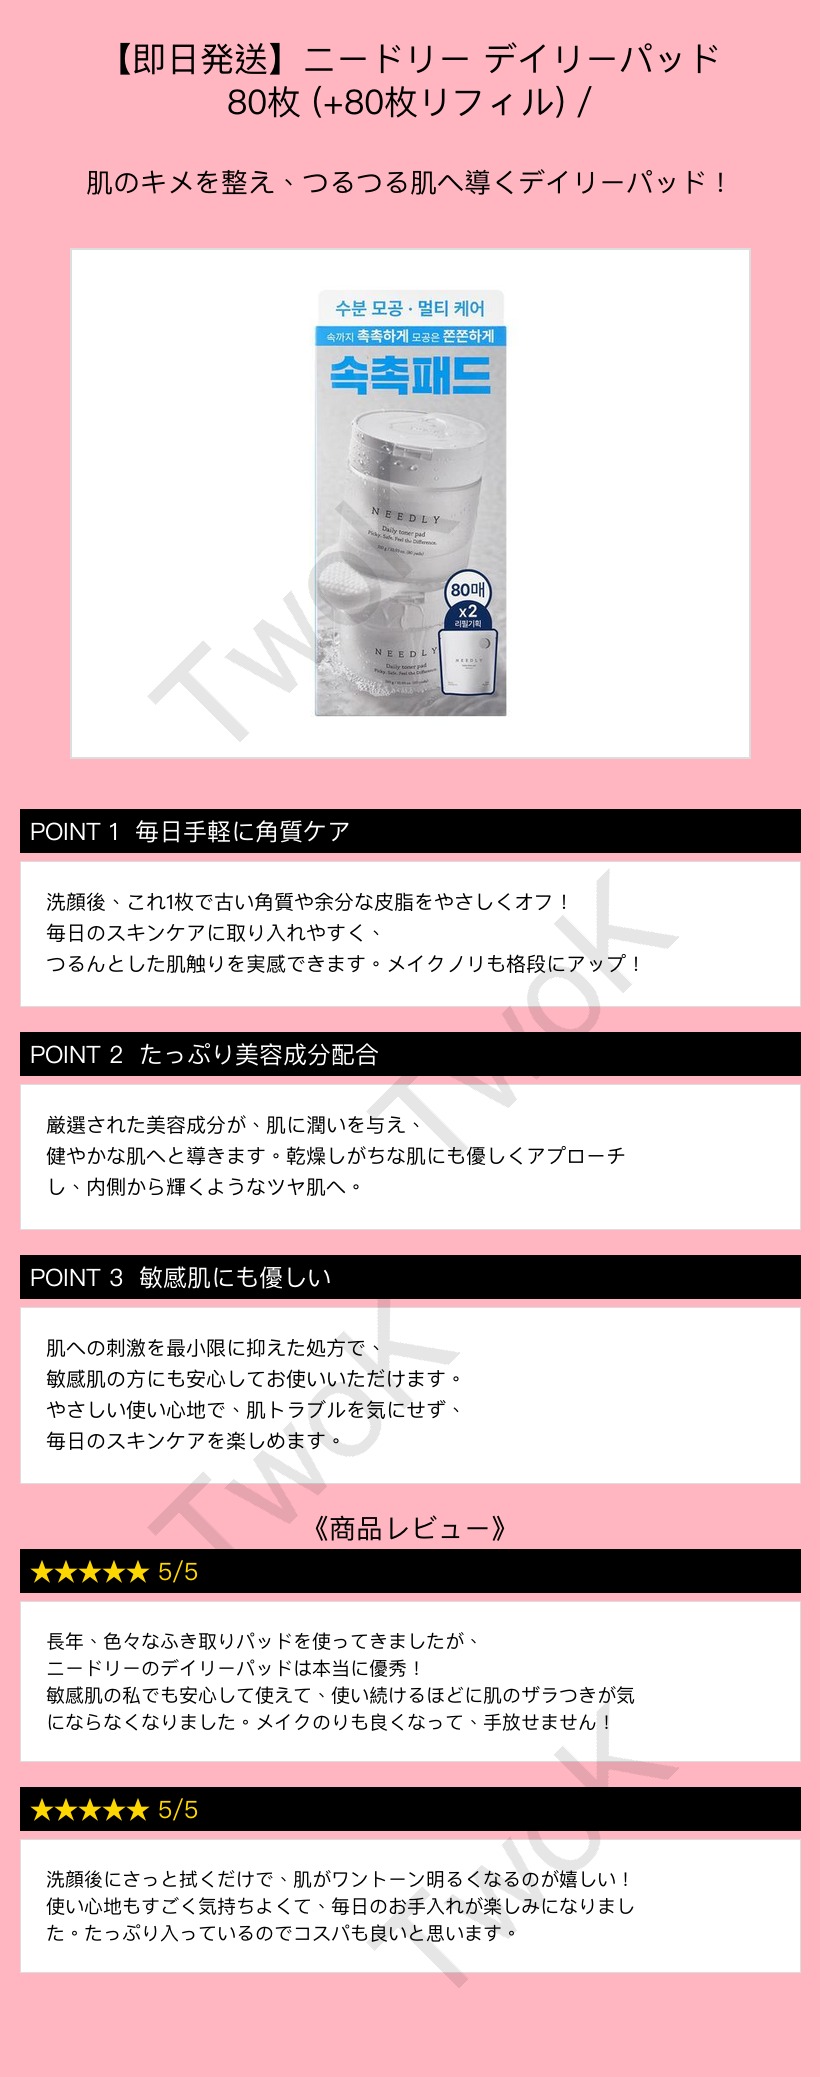 【即日発送】ニードリー デイリーパッド
80枚 (+80枚リフィル) /
肌のキメを整え、つるつる肌へ導くデイリーパッド！
수분 모공 · 멀티 케어
속까지 촉촉하게 모공은 쫀쫀하게
속촉패드
NEEDLY
Daily toner pad
Picky. Safe. Feel the Difference.
80매
x2
리필기획
NEEDLY
NEEDLY
Daily toner pad
Picky. Safe. Feel the Difference.
TwoK
POINT 1 毎日手軽に角質ケア
洗顔後、これ1枚で古い角質や余分な皮脂をやさしくオフ！
毎日のスキンケアに取り入れやすく、
つるんとした肌触りを実感できます。メイクノリも格段にアップ！
TwoK
POINT 2 たっぷり美容成分配合
厳選された美容成分が、肌に潤いを与え、
健やかな肌へと導きます。乾燥しがちな肌にも優しくアプローチ
し、内側から輝くようなツヤ肌へ。
POINT 3 敏感肌にも優しい
肌への刺激を最小限に抑えた処方で、
敏感肌の方にも安心してお使いいただけます。
やさしい使い心地で、肌トラブルを気にせず、
毎日のスキンケアを楽しめます。
TwoK
《商品レビュー》
★★★★★ 5/5
長年、色々なふき取りパッドを使ってきましたが、
ニードリーのデイリーパッドは本当に優秀！
敏感肌の私でも安心して使えて、使い続けるほどに肌のザラつきが気
にならなくなりました。メイクのりも良くなって、手放せません！
★★★★★ 5/5
洗顔後にさっと拭くだけで、肌がワントーン明るくなるのが嬉しい！
使い心地もすごく気持ちよくて、毎日のお手入れが楽しみになりまし
た。たっぷり入っているのでコスパも良いと思います。
TwoK